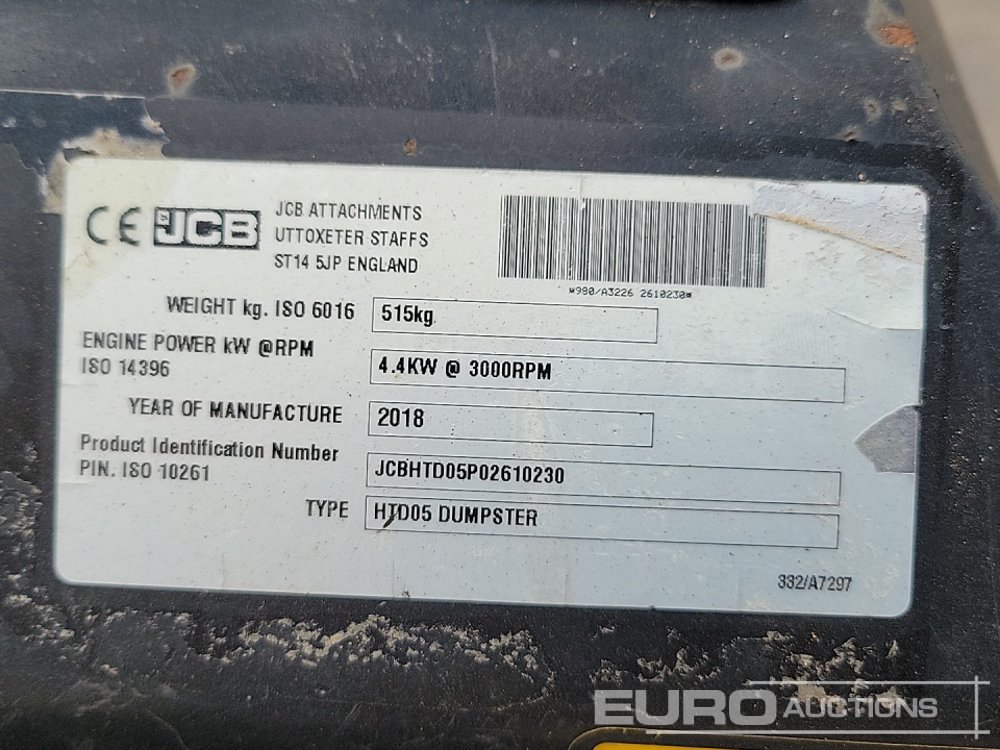 CE JCB
JCB ATTACHMENTS
UTTOXETER STAFFS
ST14 5JP ENGLAND
*980/A3226 2610230*
WEIGHT kg. ISO 6016
515kg
ENGINE POWER kW @RPM
ISO 14396
4.4KW @ 3000RPM
YEAR OF MANUFACTURE
2018
Product Identification Number
PIN. ISO 10261
JCBHTD05P02610230
TYPE
HTD05 DUMPSTER
332/A7297
EURO AUCTIONS